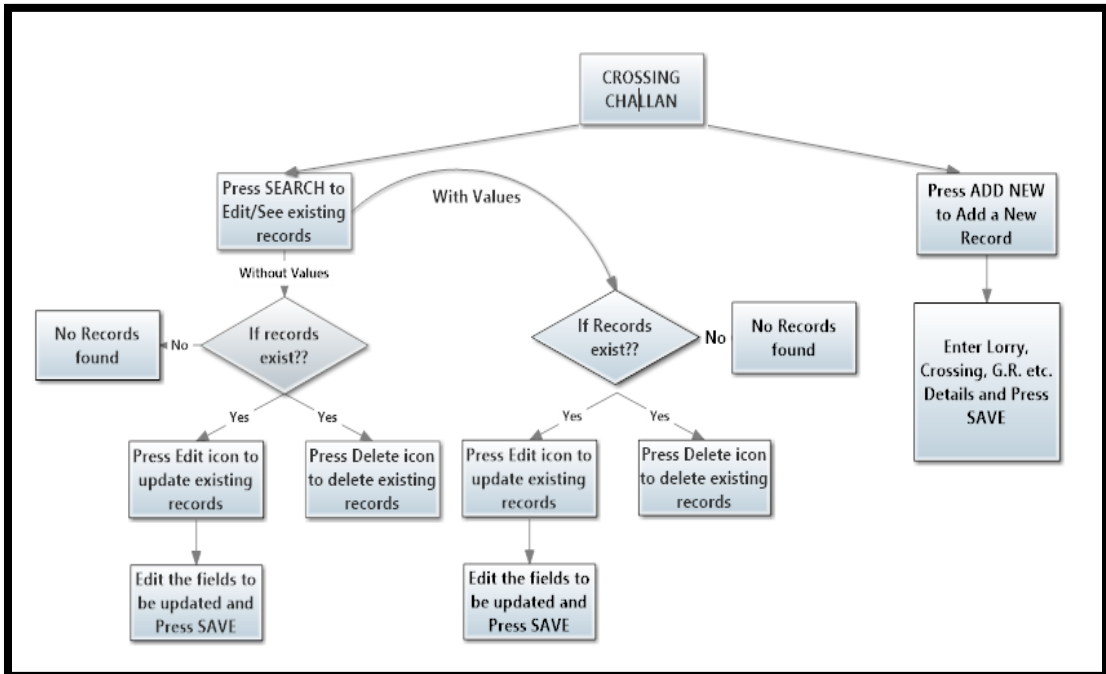 CROSSING
CHALLAN
Press SEARCH to
Edit/See existing
records
With Values
Press ADD NEW
to Add a New
Record
Without Values
No Records
found
No
If records
exist??
If Records
exist??
No
No Records
found
Enter Lorry,
Crossing, G.R. etc.
Details and Press
SAVE
Yes
Yes
Yes
Yes
Press Edit icon to
update existing
records
Press Delete icon
to delete existing
records
Press Edit icon to
update existing
records
Press Delete icon
to delete existing
records
Edit the fields to
be updated and
Press SAVE
Edit the fields to
be updated and
Press SAVE